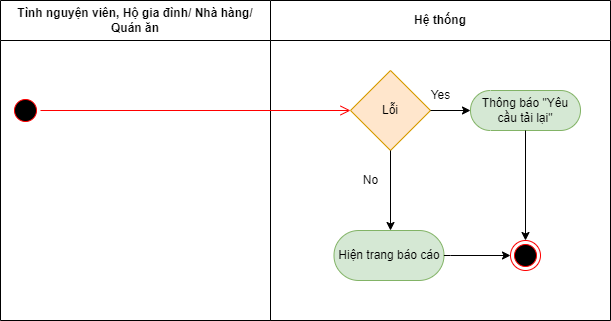 Tình nguyện viên, Hộ gia đình/ Nhà hàng/
Quán ăn
Hệ thống
Lỗi
Yes
Thông báo "Yêu
cầu tải lại"
No
Hiện trang báo cáo